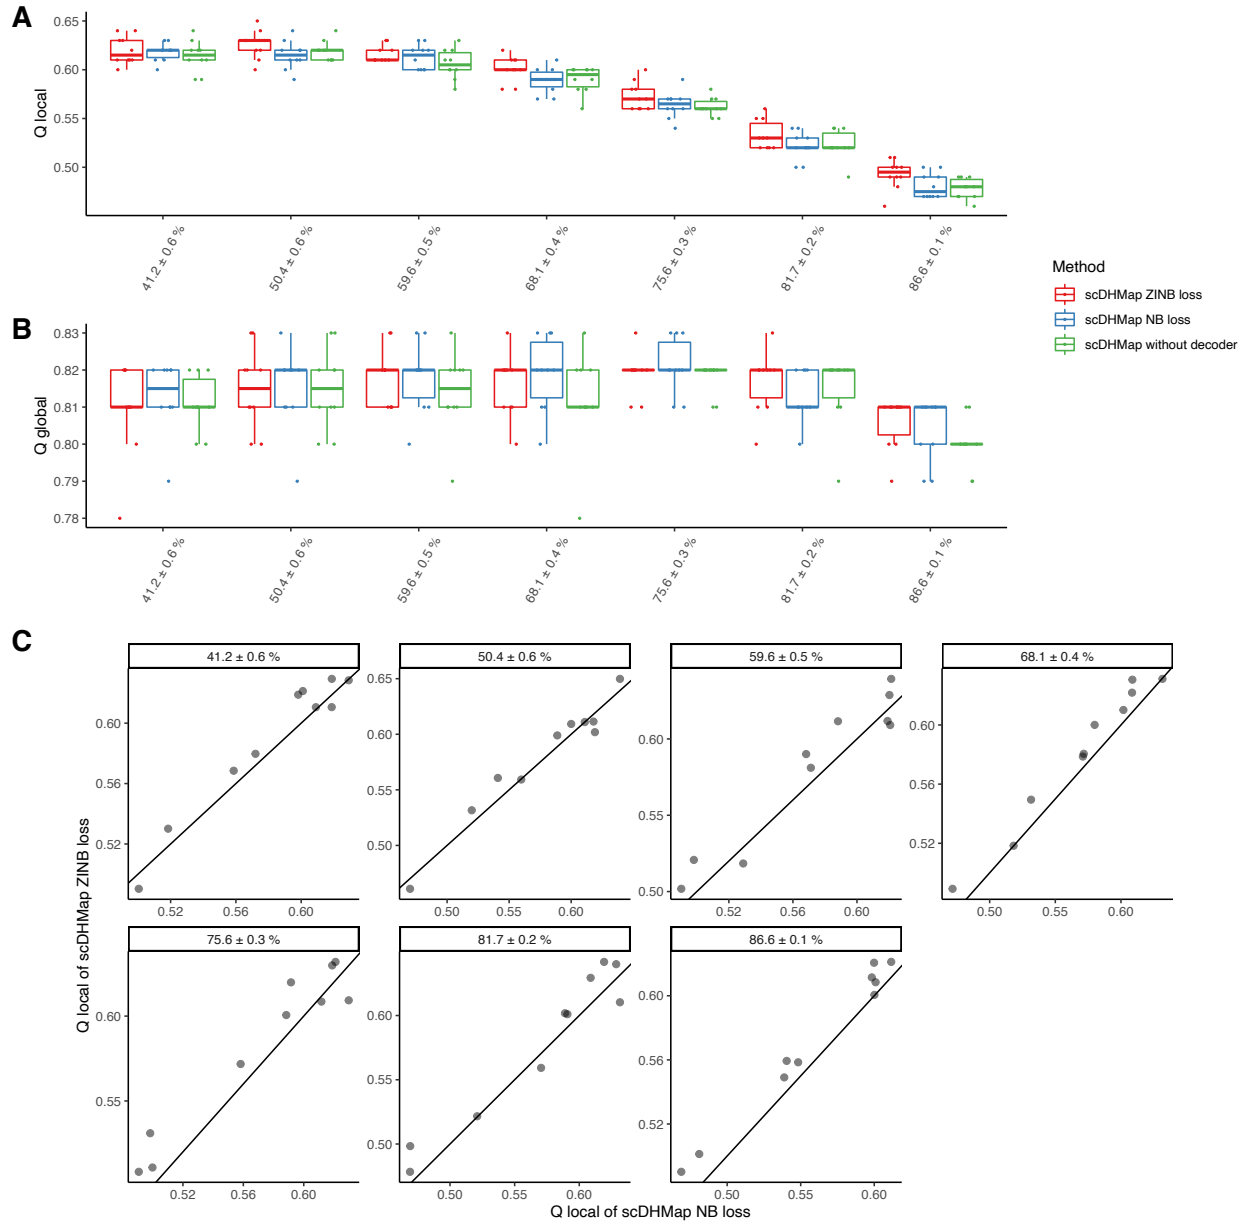 A
Q local
0.65
0.60
0.55
0.50
41.2 ± 0.6 %
50.4 ± 0.6 %
59.6 ± 0.5 %
68.1 ± 0.4 %
75.6 ± 0.3 %
81.7 ± 0.2 %
86.6 ± 0.1 %
Method
scDHMap ZINB loss
scDHMap NB loss
scDHMap without decoder
B
Q global
0.83
0.82
0.81
0.80
0.79
0.78
41.2 ± 0.6 %
50.4 ± 0.6 %
59.6 ± 0.5 %
68.1 ± 0.4 %
75.6 ± 0.3 %
81.7 ± 0.2 %
86.6 ± 0.1 %
C
Q local of scDHMap ZINB loss
41.2 ± 0.6 %
0.60
0.56
0.52
0.52 0.56 0.60
50.4 ± 0.6 %
0.65
0.60
0.55
0.50
0.50 0.55 0.60
59.6 ± 0.5 %
0.60
0.55
0.50
0.52 0.56 0.60
68.1 ± 0.4 %
0.60
0.56
0.52
0.50 0.55 0.60
75.6 ± 0.3 %
0.60
0.55
0.52 0.56 0.60
81.7 ± 0.2 %
0.60
0.55
0.50
0.50 0.55 0.60
86.6 ± 0.1 %
0.60
0.56
0.52
0.50 0.55 0.60
Q local of scDHMap NB loss